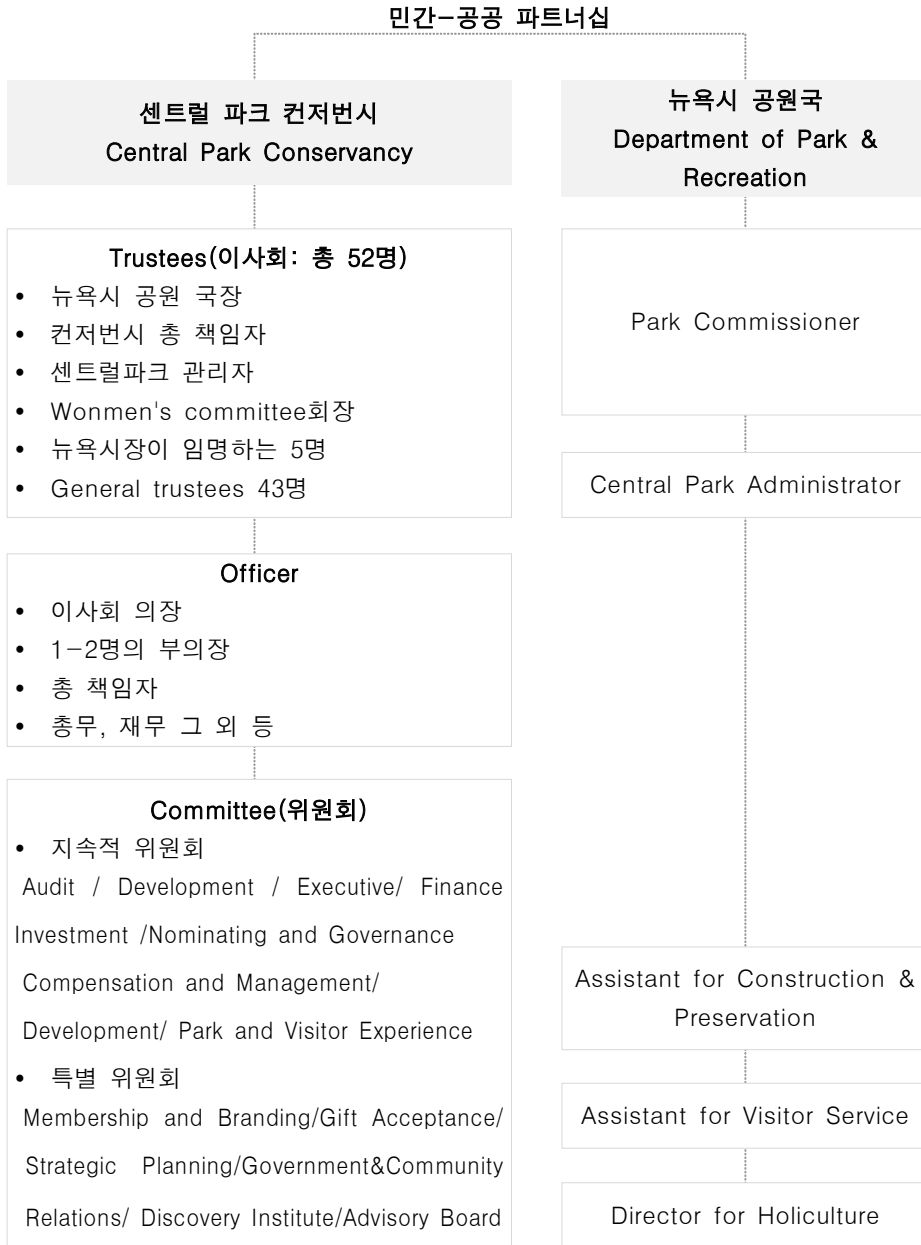 민간-공공 파트너십
센트럴 파크 컨저번시
Central Park Conservancy
Trustees(이사회: 총 52명)
• 뉴욕시 공원 국장
• 컨저번시 총 책임자
• 센트럴파크 관리자
• Wonmen's committee회장
• 뉴욕시장이 임명하는 5명
• General trustees 43명
Officer
• 이사회 의장
• 1-2명의 부의장
• 총 책임자
• 총무, 재무 그 외 등
Committee(위원회)
• 지속적 위원회
Audit / Development / Executive/ Finance
Investment /Nominating and Governance
Compensation and Management/
Development/ Park and Visitor Experience
• 특별 위원회
Membership and Branding/Gift Acceptance/
Strategic Planning/Government&Community
Relations/ Discovery Institute/Advisory Board
뉴욕시 공원국
Department of Park &
Recreation
Park Commissioner
Central Park Administrator
Assistant for Construction &
Preservation
Assistant for Visitor Service
Director for Holiculture